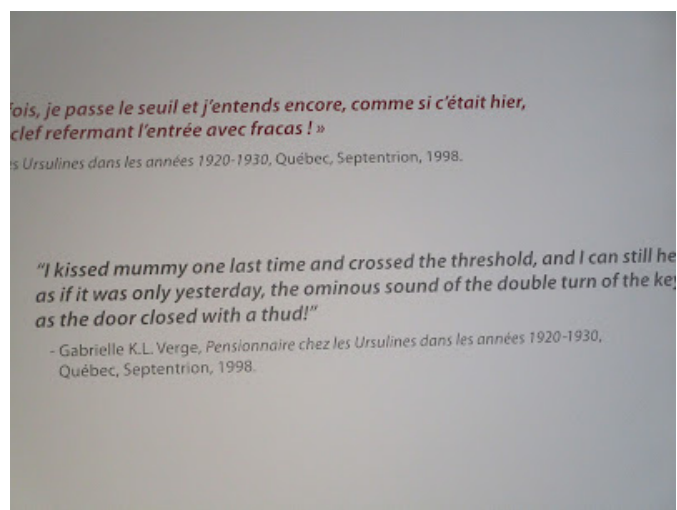 je passe le seuil et j'entends encore, comme si c'était hier,
clef refermant l'entrée avec fracas ! »
Ursulines dans les années 1920-1930, Québec, Septentrion, 1998.
"I kissed mummy one last time and crossed the threshold, and I can still
as if it was only yesterday, the ominous sound of the double turn of the
as the door closed with a thud!"
- Gabrielle K.L. Verge, Pensionnaire chez les Ursulines dans les années 1920-1930,
Québec, Septentrion, 1998.